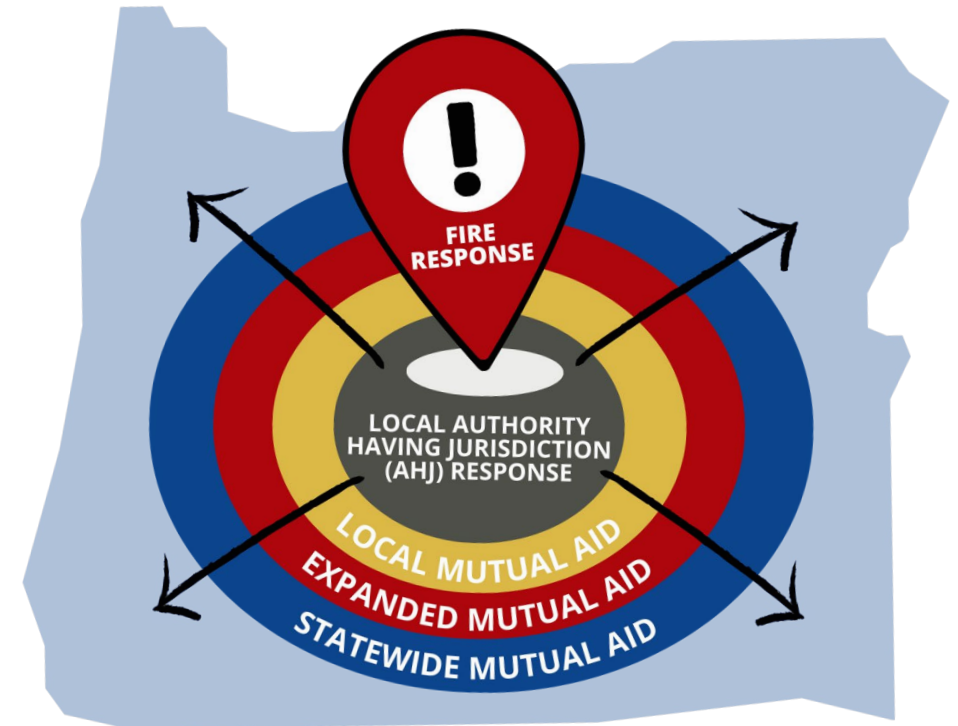 !
FIRE
RESPONSE
LOCAL AUTHORITY
HAVING JURISDICTION
(AHJ) RESPONSE
LOCAL MUTUAL AID
EXPANDED MUTUAL AID
STATEWIDE MUTUAL AID